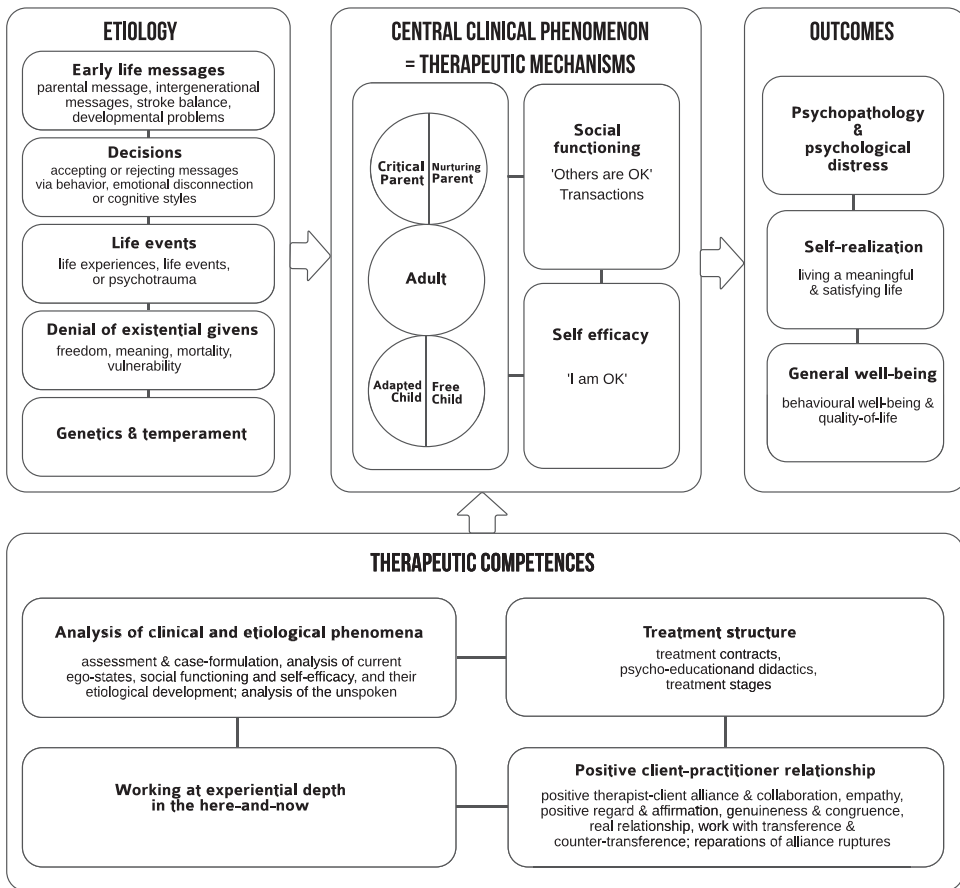 ETIOLOGY
Early life messages
parental message, intergenerational
messages, stroke balance,
developmental problems
Decisions
accepting or rejecting messages
via behavior, emotional disconnection
or cognitive styles
Life events
life experiences, life events,
or psychotrauma
Denial of existential givens
freedom, meaning, mortality,
vulnerability
Genetics & temperament
CENTRAL CLINICAL PHENOMENON
= THERAPEUTIC MECHANISMS
Critical
Parent
Nurturing
Parent
Adult
Adapted
Child
Free
Child
Social
functioning
'Others are OK'
Transactions
Self efficacy
'I am OK'
OUTCOMES
Psychopathology
&
psychological
distress
Self-realization
living a meaningful
& satisfying life
General well-being
behavioural well-being &
quality-of-life
THERAPEUTIC COMPETENCES
Analysis of clinical and etiological phenomena
assessment & case-formulation, analysis of current
ego-states, social functioning and self-efficacy, and their
etiological development; analysis of the unspoken
Treatment structure
treatment contracts,
psycho-educationand didactics,
treatment stages
Working at experiential depth
in the here-and-now
Positive client-practitioner relationship
positive therapist-client alliance & collaboration, empathy,
positive regard & affirmation, genuineness & congruence,
real relationship, work with transference &
counter-transference; reparations of alliance ruptures